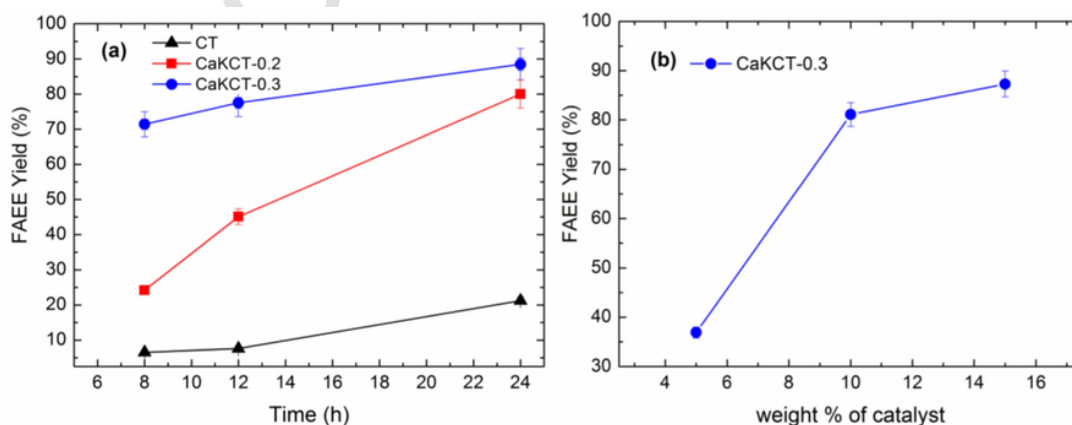 (a)
CT
CaKCT-0.2
CaKCT-0.3
FAEE Yield (%)
100
90
80
70
60
50
40
30
20
10
6 8 10 12 14 16 18 20 22 24
Time (h)
(b)
CaKCT-0.3
FAEE Yield (%)
100
90
80
70
60
50
40
30
4 6 8 10 12 14 16
weight % of catalyst